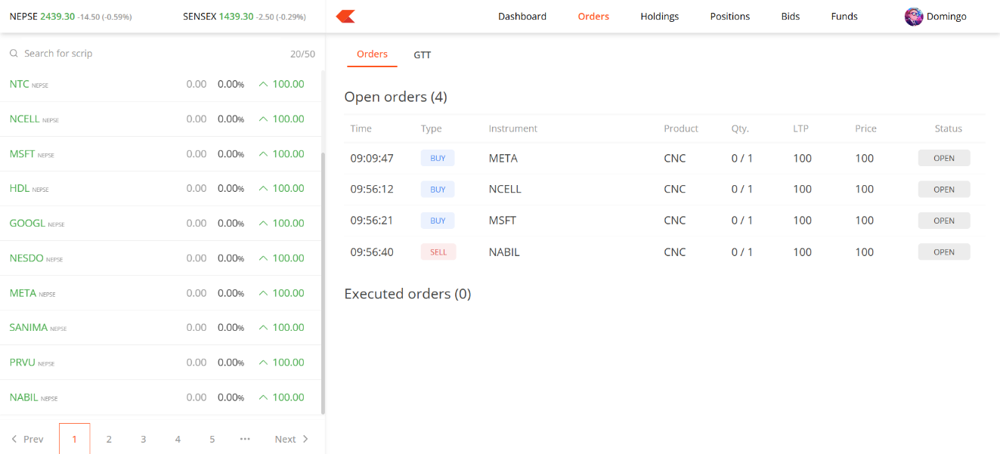 NEPSE 2439.30 -14.50 (-0.59%) SENSEX 1439.30 -2.50 (-0.29%)
Dashboard Orders Holdings Positions Bids Funds Domingo
Search for scrip 20/50
NTC NEPSE 0.00 0.00% 100.00
NCELL NEPSE 0.00 0.00% 100.00
MSFT NEPSE 0.00 0.00% 100.00
HDL NEPSE 0.00 0.00% 100.00
GOOGL NEPSE 0.00 0.00% 100.00
NESDO NEPSE 0.00 0.00% 100.00
META NEPSE 0.00 0.00% 100.00
SANIMA NEPSE 0.00 0.00% 100.00
PRVU NEPSE 0.00 0.00% 100.00
NABIL NEPSE 0.00 0.00% 100.00
Prev 1 2 3 4 5 ••• Next
Orders GTT
Open orders (4)
Time Type Instrument Product Qty. LTP Price Status
09:09:47 BUY META CNC 0 / 1 100 100 OPEN
09:56:12 BUY NCELL CNC 0 / 1 100 100 OPEN
09:56:21 BUY MSFT CNC 0 / 1 100 100 OPEN
09:56:40 SELL NABIL CNC 0 / 1 100 100 OPEN
Executed orders (0)